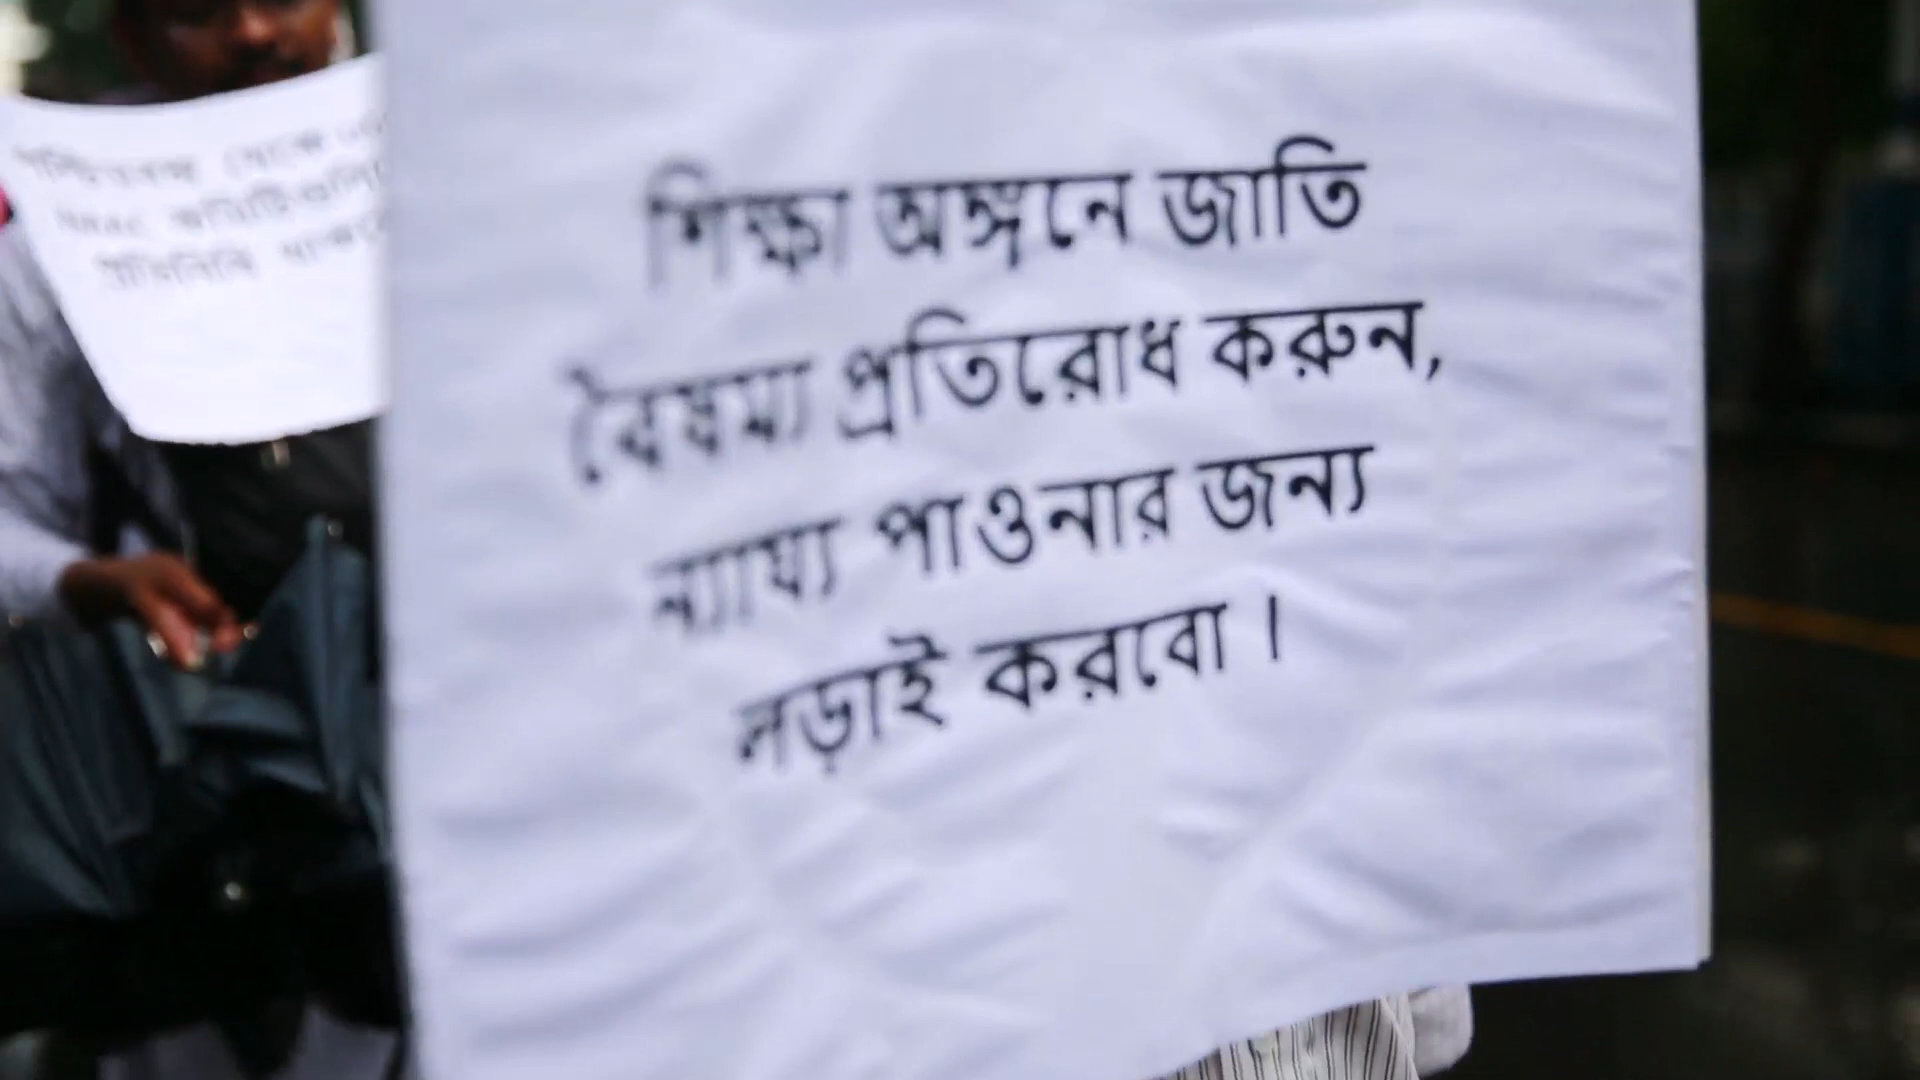 শিক্ষা অঙ্গনে জাতি
বৈষম্য প্রতিরোধ করুন,
ন্যায্য পাওনার জন্য
লড়াই করবো ।